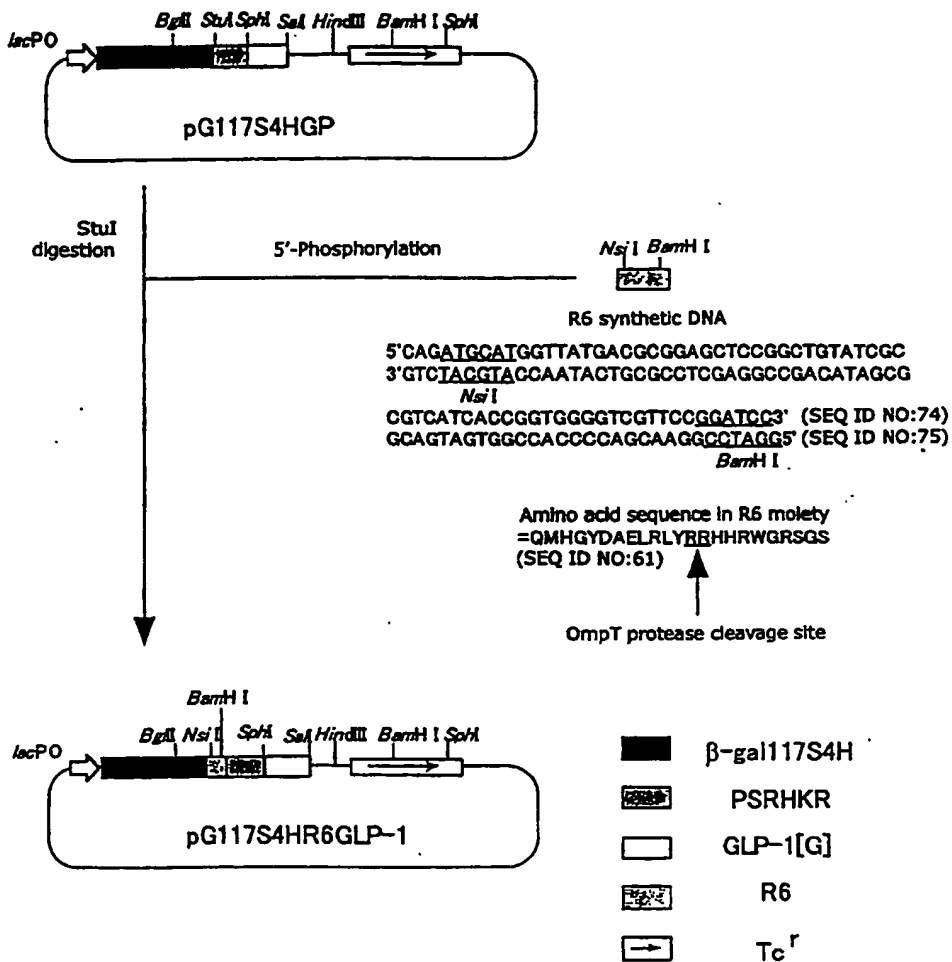 BglII StuI SphI SalI HindIII BamH I SphI
lacPO
pG117S4HGP
StuI
digestion
5'-Phosphorylation
NsiI BamH I
R6 synthetic DNA
5'CAGATGCATGGTTATGACGCGGAGCTCCGGCTGTATCGC
3'GTCTACGTACCAATACTGCGCCTCGAGGCCGACATAGCG
NsiI
CGTCATCACCGGTGGGGTCGTTCCGGATCC3' (SEQ ID NO:74)
GCAGTAGTGGCCACCCCAGCAAGGCCTAGG5' (SEQ ID NO:75)
BamH I
Amino acid sequence in R6 moiety
=QMHGYDAELRLYRRHHRWGRSGS
(SEQ ID NO:61)
OmpT protease cleavage site
BamH I
BglII NsiI SphI SalI HindIII BamH I SphI
lacPO
pG117S4HR6GLP-1
β-gal117S4H
PSRHKR
GLP-1[G]
R6
Tc r